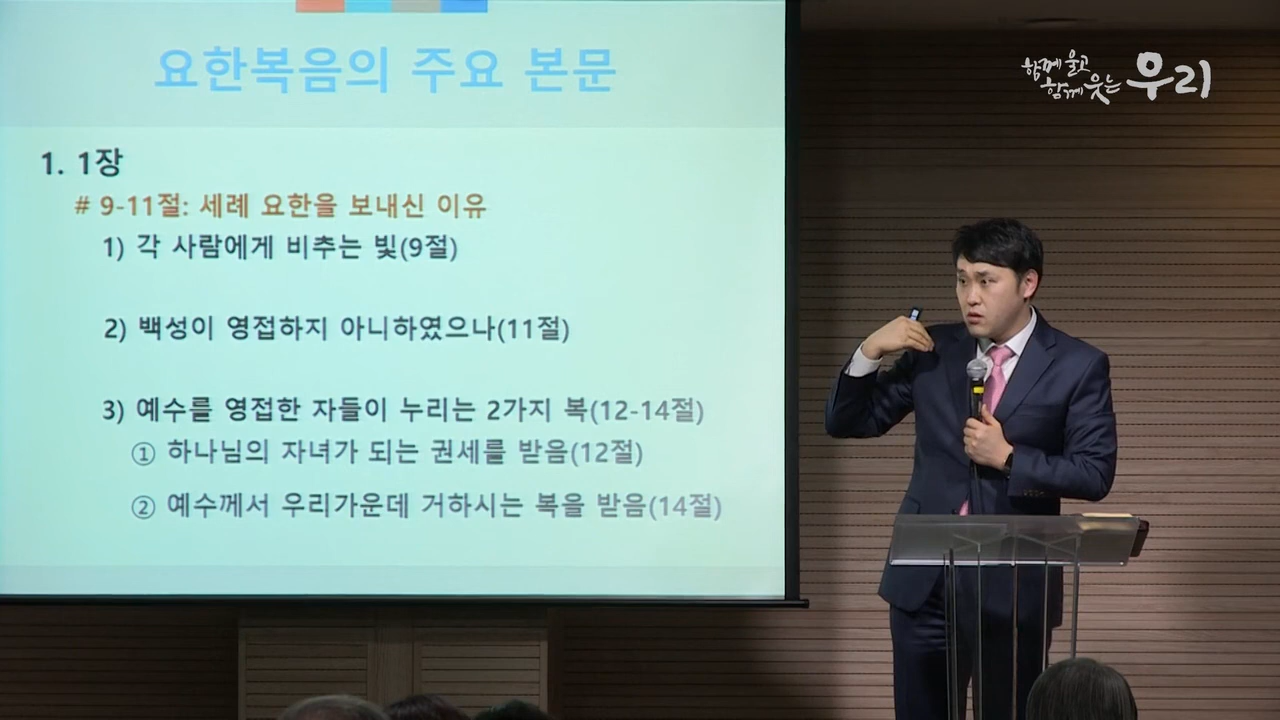 요한복음의 주요 본문
함께 울고
함께 웃는 우리
1. 1장
# 9-11절: 세례 요한을 보내신 이유
1) 각 사람에게 비추는 빛(9절)
2) 백성이 영접하지 아니하였으나(11절)
3) 예수를 영접한 자들이 누리는 2가지 복(12-14절)
① 하나님의 자녀가 되는 권세를 받음(12절)
② 예수께서 우리가운데 거하시는 복을 받음(14절)